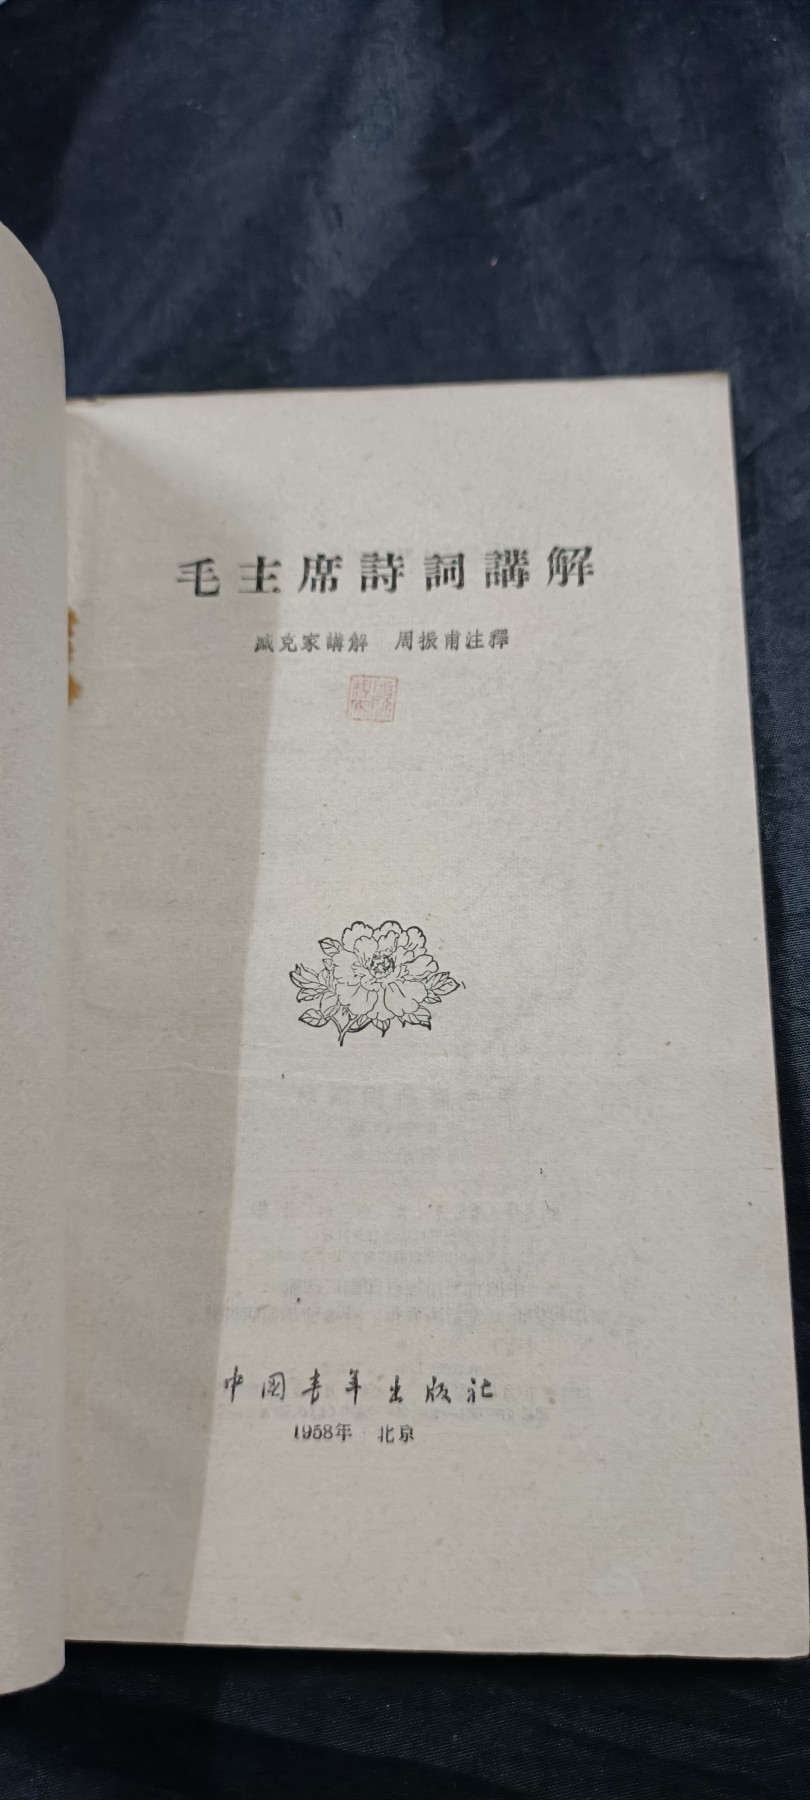 毛主席詩詞講解
臧克家講解　周振甫注釋
中国青年出版社
1958年·北京